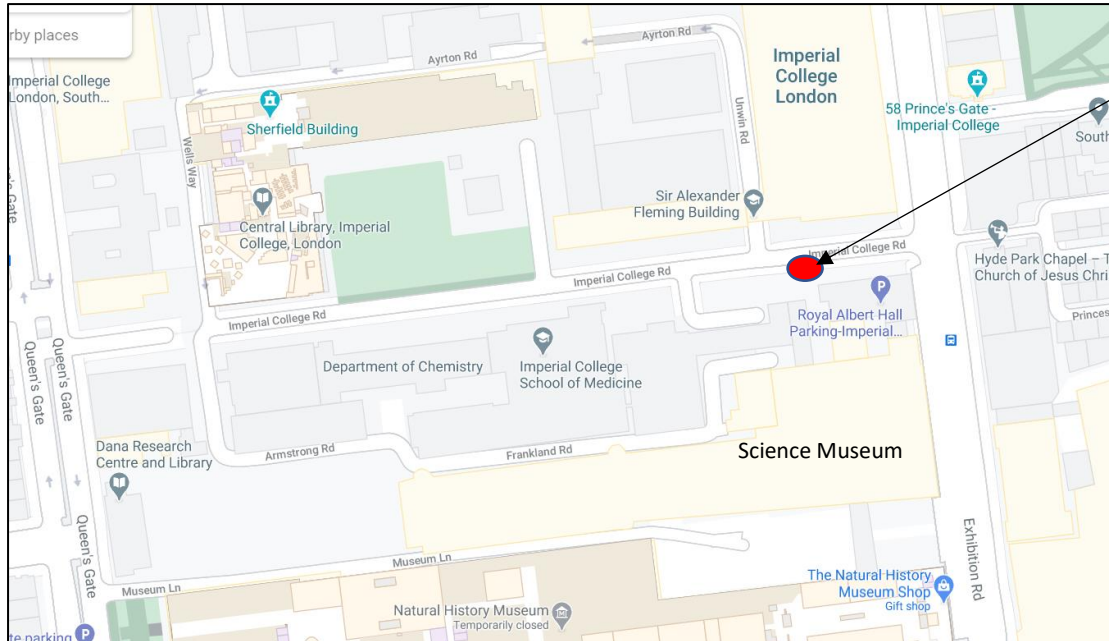 rby places
Imperial College
London, South...
Ayrton Rd
Ayrton Rd
Imperial
College
London
58 Prince's Gate -
Imperial College
South
Sherfield Building
Unwin Rd
Wells Way
Queen's Gate
Sir Alexander
Fleming Building
Central Library, Imperial
College, London
Imperial College Rd
Hyde Park Chapel – T
Church of Jesus Chri
Imperial College Rd
Royal Albert Hall
Parking-Imperial...
Princes
Imperial College Rd
Queen's Gate
Queen's Gate
Department of Chemistry
Imperial College
School of Medicine
Dana Research
Centre and Library
Armstrong Rd
Frankland Rd
Science Museum
Queen's Gate
Exhibition Rd
Museum Ln
Museum Ln
The Natural History
Museum Shop
Gift shop
Natural History Museum
Temporarily closed
te parking